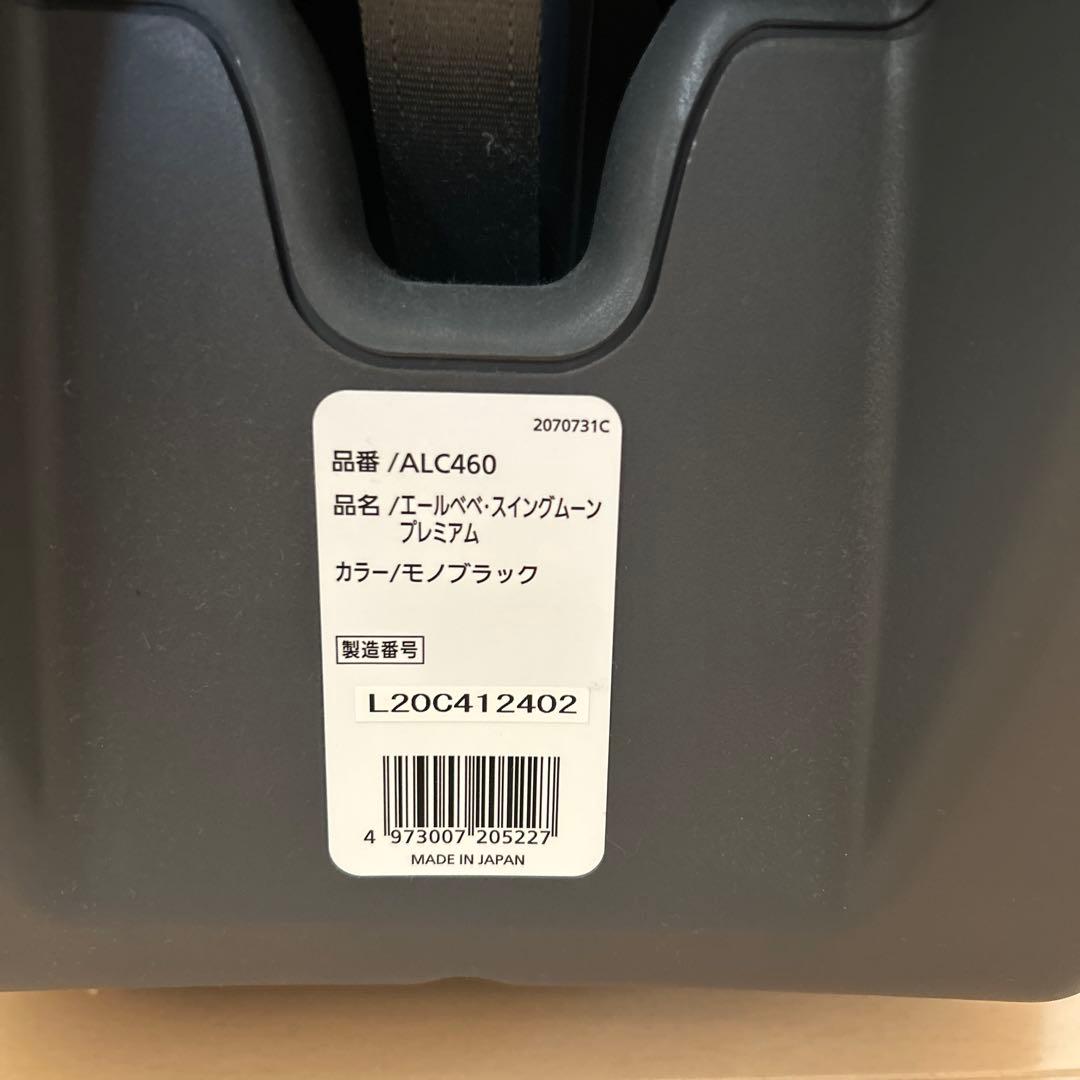 2070731C
品番 /ALC460
品名 /エールベベ・スイングムーン
プレミアム
カラー/モノブラック
製造番号
L20C412402
4 973007 205227
MADE IN JAPAN